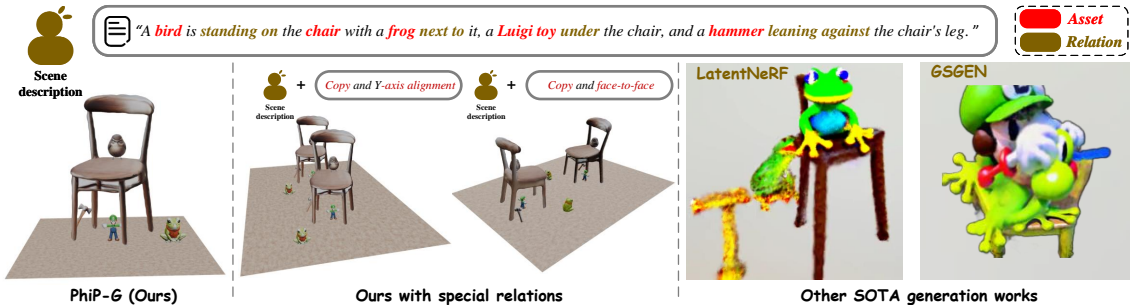 “A bird is standing on the chair with a frog next to it, a Luigi toy under the chair, and a hammer leaning against the chair's leg. ”
Asset
Relation
Scene
description
+
Copy and Y-axis alignment
Scene
description
+
Copy and face-to-face
Scene
description
LatentNeRF
GSGEN
PhiP-G (Ours)
Ours with special relations
Other SOTA generation works